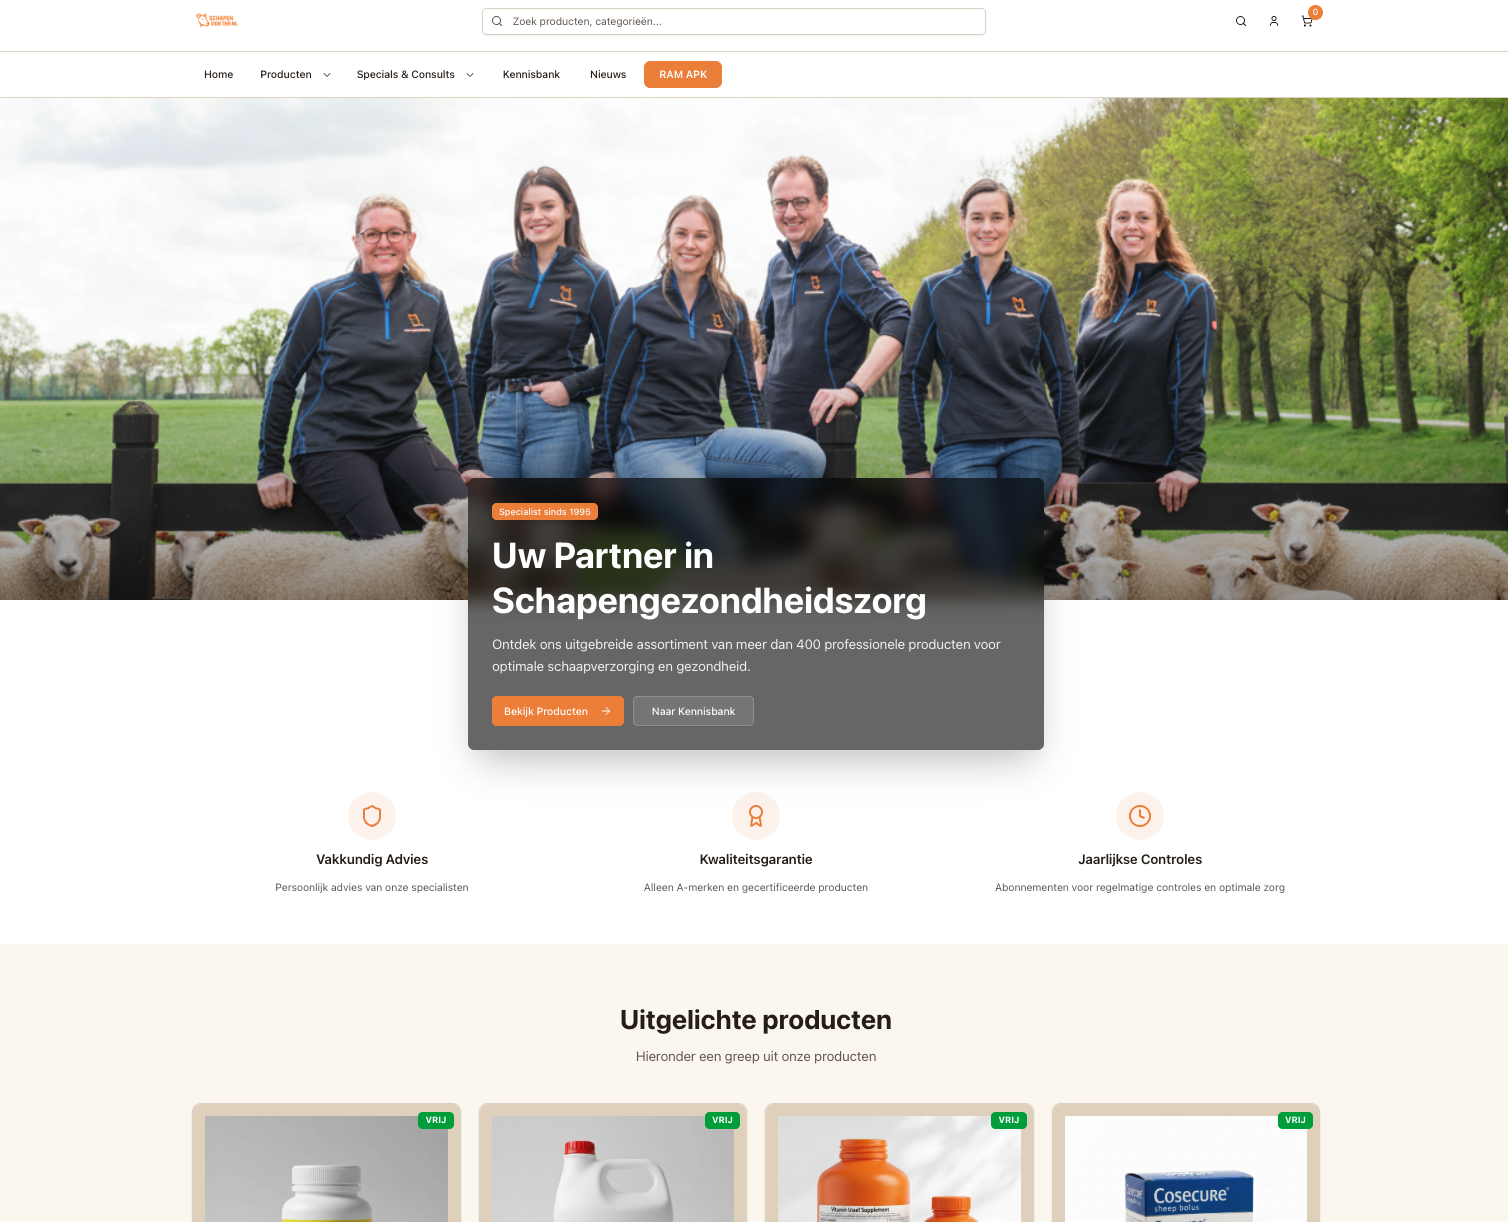 SCHAPEN
DOKTER.NL
Zoek producten, categorieën...
0
Home
Producten
Specials & Consults
Kennisbank
Nieuws
RAM APK
Specialist sinds 1995
Uw Partner in
Schapengezondheidszorg
Ontdek ons uitgebreide assortiment van meer dan 400 professionele producten voor
optimale schaapverzorging en gezondheid.
Bekijk Producten
Naar Kennisbank
Vakkundig Advies
Persoonlijk advies van onze specialisten
Kwaliteitsgarantie
Alleen A-merken en gecertificeerde producten
Jaarlijkse Controles
Abonnementen voor regelmatige controles en optimale zorg
Uitgelichte producten
Hieronder een greep uit onze producten
VRIJ
VRIJ
VRIJ
VRIJ
Cosecure®
sheep bolus